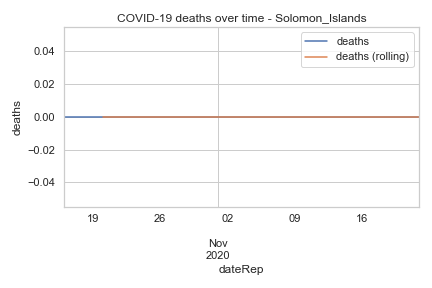 COVID-19 deaths over time - Solomon_Islands
deaths
deaths (rolling)
0.04
0.02
0.00
−0.02
−0.04
deaths
19
26
02
09
16
Nov
2020
dateRep